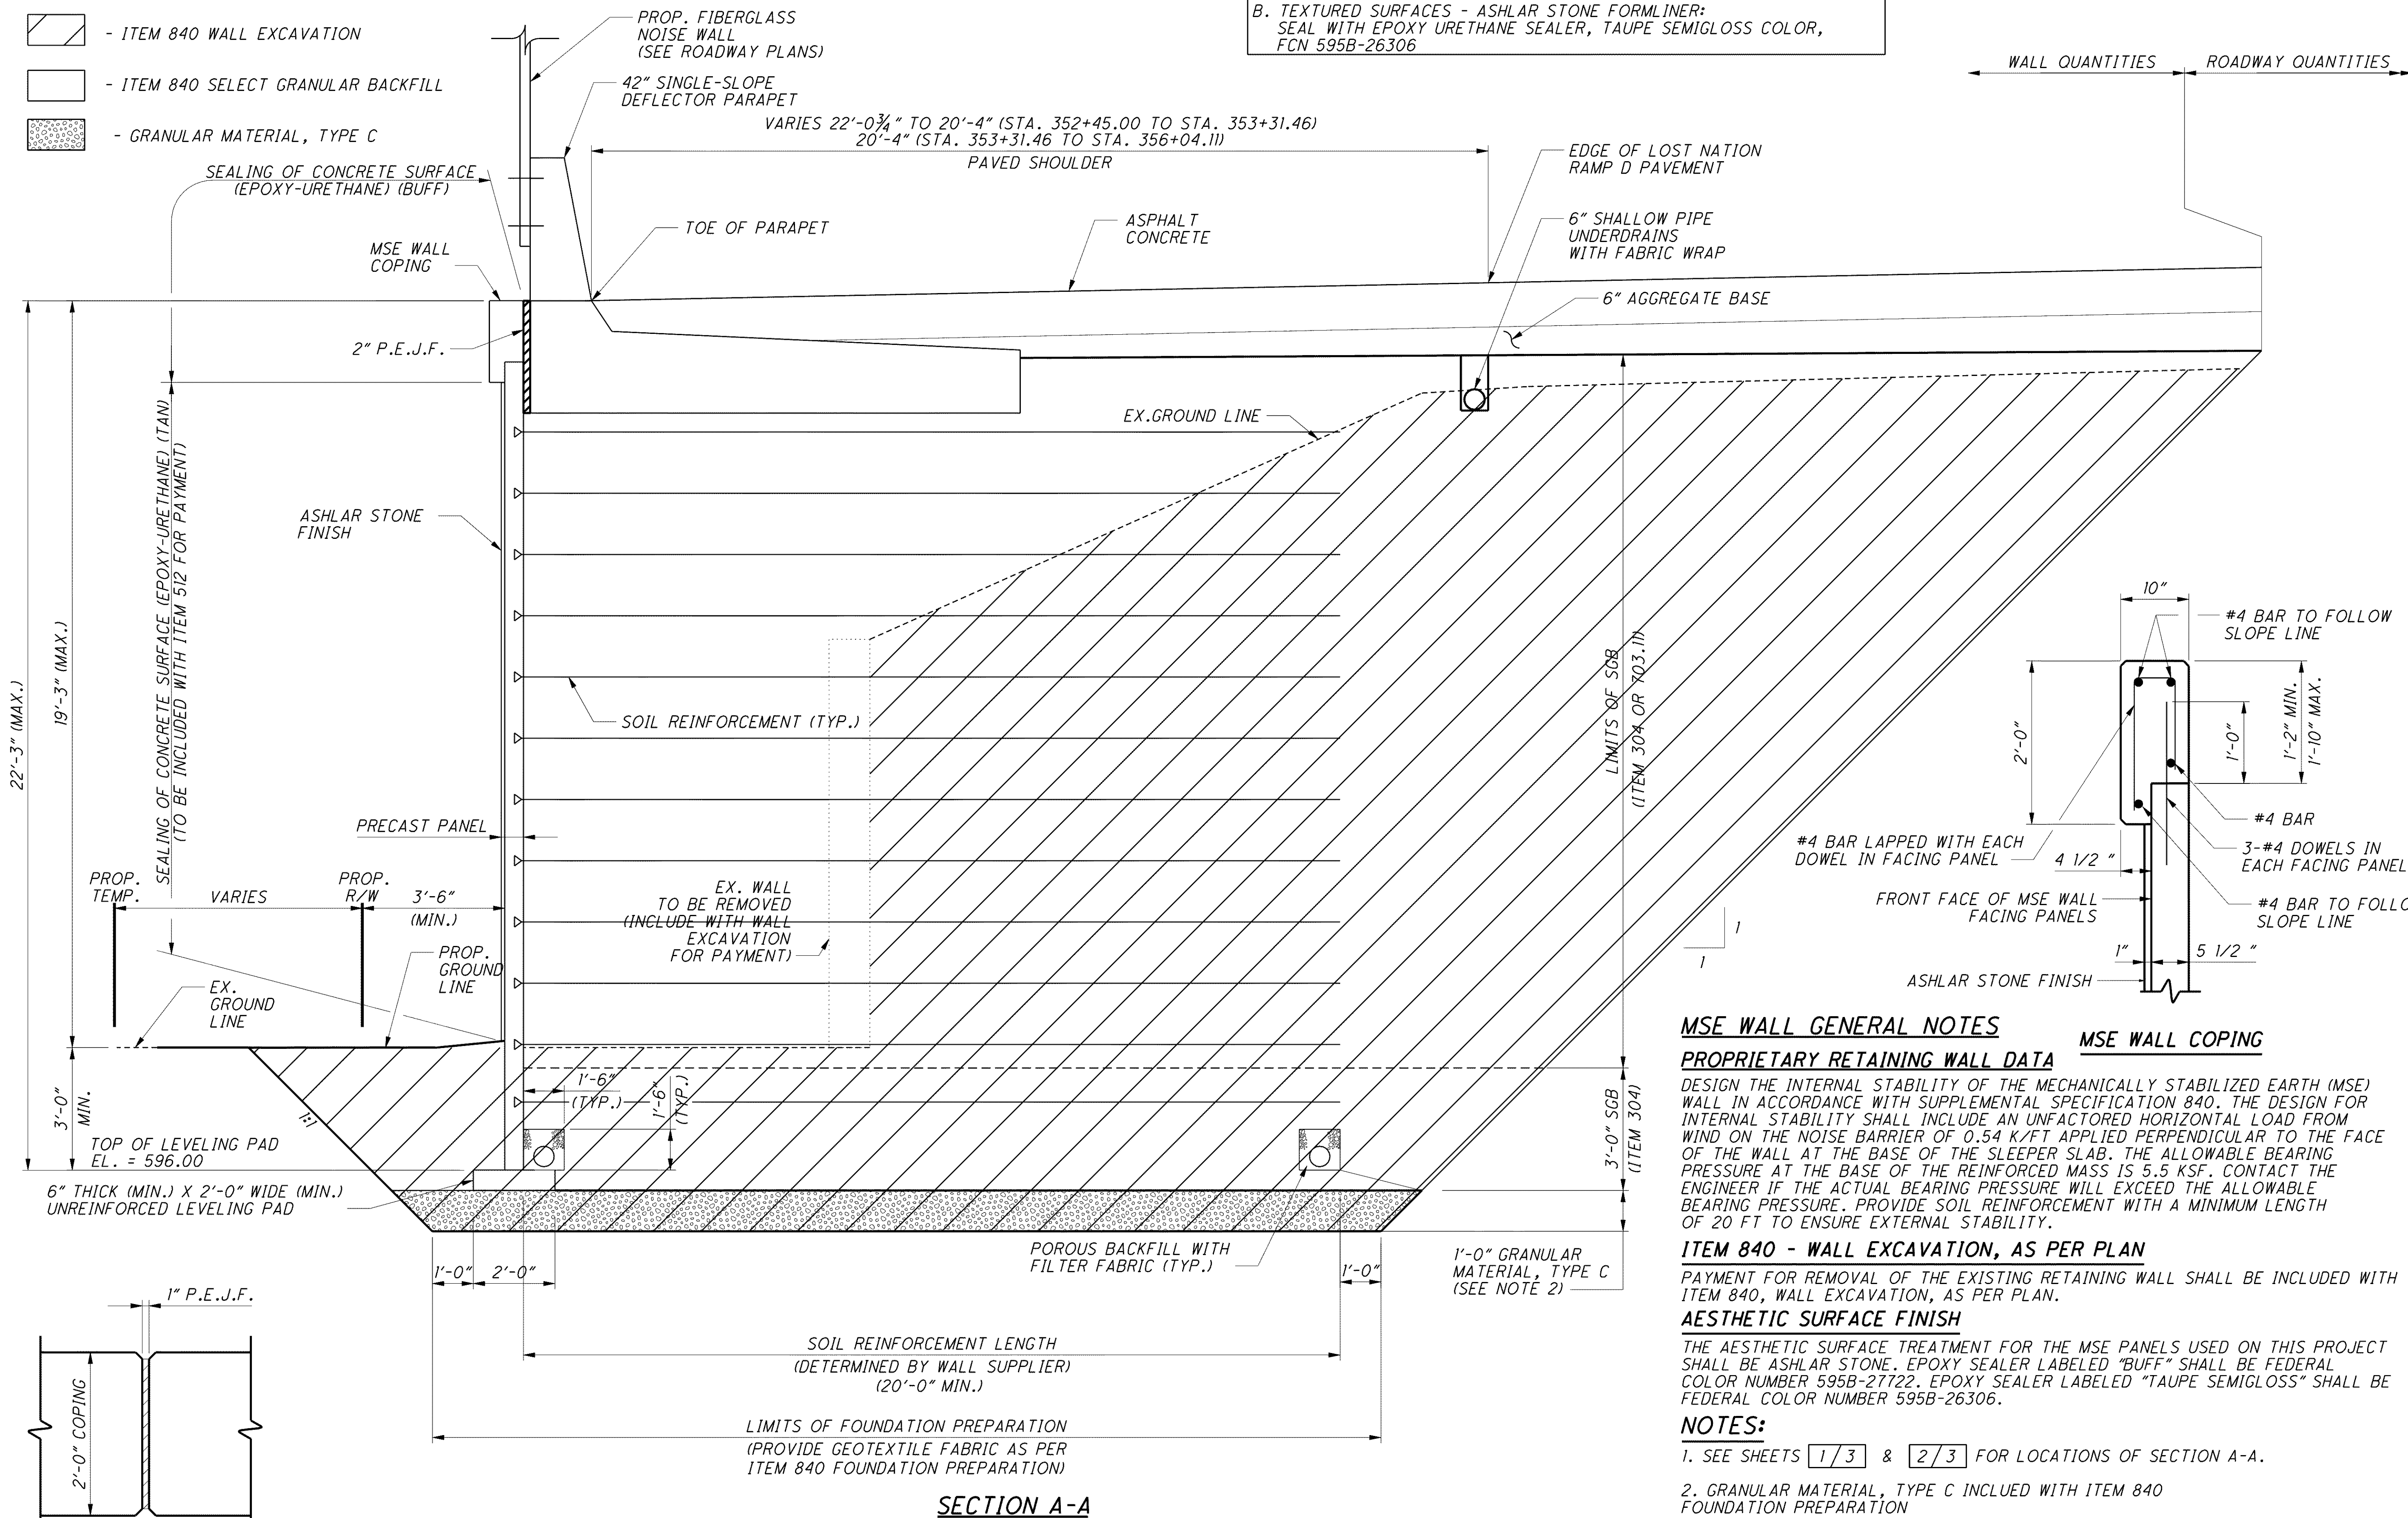 - ITEM 840 WALL EXCAVATION
- ITEM 840 SELECT GRANULAR BACKFILL
- GRANULAR MATERIAL, TYPE C
PROP. FIBERGLASS
NOISE WALL
(SEE ROADWAY PLANS)
42" SINGLE-SLOPE
DEFLECTOR PARAPET
B. TEXTURED SURFACES - ASHLAR STONE FORMLINER:
SEAL WITH EPOXY URETHANE SEALER, TAUPE SEMIGLOSS COLOR,
FCN 595B-26306
WALL QUANTITIES
ROADWAY QUANTITIES
VARIES 22'-0¾" TO 20'-4" (STA. 352+45.00 TO STA. 353+31.46)
20'-4" (STA. 353+31.46 TO STA. 356+04.11)
PAVED SHOULDER
SEALING OF CONCRETE SURFACE
(EPOXY-URETHANE) (BUFF)
EDGE OF LOST NATION
RAMP D PAVEMENT
TOE OF PARAPET
ASPHALT
CONCRETE
6" SHALLOW PIPE
UNDERDRAINS
WITH FABRIC WRAP
MSE WALL
COPING
6" AGGREGATE BASE
2" P.E.J.F.
EX.GROUND LINE
22'-3" (MAX.)
19'-3" (MAX.)
SEALING OF CONCRETE SURFACE (EPOXY-URETHANE) (TAN)
(TO BE INCLUDED WITH ITEM 512 FOR PAYMENT)
ASHLAR STONE
FINISH
SOIL REINFORCEMENT (TYP.)
LIMITS OF SGB
(ITEM 304 OR 703.11)
PRECAST PANEL
PROP.
TEMP.
VARIES
PROP.
R/W
3'-6"
(MIN.)
EX. WALL
TO BE REMOVED
(INCLUDE WITH WALL
EXCAVATION
FOR PAYMENT)
PROP.
GROUND
LINE
EX.
GROUND
LINE
1
1
3'-0"
MIN.
1:1
1'-6"
(TYP.)
1'-6"
(TYP.)
3'-0" SGB
(ITEM 304)
TOP OF LEVELING PAD
EL. = 596.00
6" THICK (MIN.) X 2'-0" WIDE (MIN.)
UNREINFORCED LEVELING PAD
1'-0"
2'-0"
POROUS BACKFILL WITH
FILTER FABRIC (TYP.)
1'-0"
1'-0" GRANULAR
MATERIAL, TYPE C
(SEE NOTE 2)
SOIL REINFORCEMENT LENGTH
(DETERMINED BY WALL SUPPLIER)
(20'-0" MIN.)
LIMITS OF FOUNDATION PREPARATION
(PROVIDE GEOTEXTILE FABRIC AS PER
ITEM 840 FOUNDATION PREPARATION)
SECTION A-A
1" P.E.J.F.
2'-0" COPING
10"
#4 BAR TO FOLLOW
SLOPE LINE
2'-0"
1'-0"
1'-2" MIN.
1'-10" MAX.
#4 BAR
#4 BAR LAPPED WITH EACH
DOWEL IN FACING PANEL
4 1/2 "
3-#4 DOWELS IN
EACH FACING PANEL
FRONT FACE OF MSE WALL
FACING PANELS
#4 BAR TO FOLLO
SLOPE LINE
1"
5 1/2 "
ASHLAR STONE FINISH
MSE WALL COPING
MSE WALL GENERAL NOTES
PROPRIETARY RETAINING WALL DATA
DESIGN THE INTERNAL STABILITY OF THE MECHANICALLY STABILIZED EARTH (MSE)
WALL IN ACCORDANCE WITH SUPPLEMENTAL SPECIFICATION 840. THE DESIGN FOR
INTERNAL STABILITY SHALL INCLUDE AN UNFACTORED HORIZONTAL LOAD FROM
WIND ON THE NOISE BARRIER OF 0.54 K/FT APPLIED PERPENDICULAR TO THE FACE
OF THE WALL AT THE BASE OF THE SLEEPER SLAB. THE ALLOWABLE BEARING
PRESSURE AT THE BASE OF THE REINFORCED MASS IS 5.5 KSF. CONTACT THE
ENGINEER IF THE ACTUAL BEARING PRESSURE WILL EXCEED THE ALLOWABLE
BEARING PRESSURE. PROVIDE SOIL REINFORCEMENT WITH A MINIMUM LENGTH
OF 20 FT TO ENSURE EXTERNAL STABILITY.
ITEM 840 - WALL EXCAVATION, AS PER PLAN
PAYMENT FOR REMOVAL OF THE EXISTING RETAINING WALL SHALL BE INCLUDED WITH
ITEM 840, WALL EXCAVATION, AS PER PLAN.
AESTHETIC SURFACE FINISH
THE AESTHETIC SURFACE TREATMENT FOR THE MSE PANELS USED ON THIS PROJECT
SHALL BE ASHLAR STONE. EPOXY SEALER LABELED "BUFF" SHALL BE FEDERAL
COLOR NUMBER 595B-27722. EPOXY SEALER LABELED "TAUPE SEMIGLOSS" SHALL BE
FEDERAL COLOR NUMBER 595B-26306.
NOTES:
1. SEE SHEETS 1/3 & 2/3 FOR LOCATIONS OF SECTION A-A.
2. GRANULAR MATERIAL, TYPE C INCLUED WITH ITEM 840
FOUNDATION PREPARATION